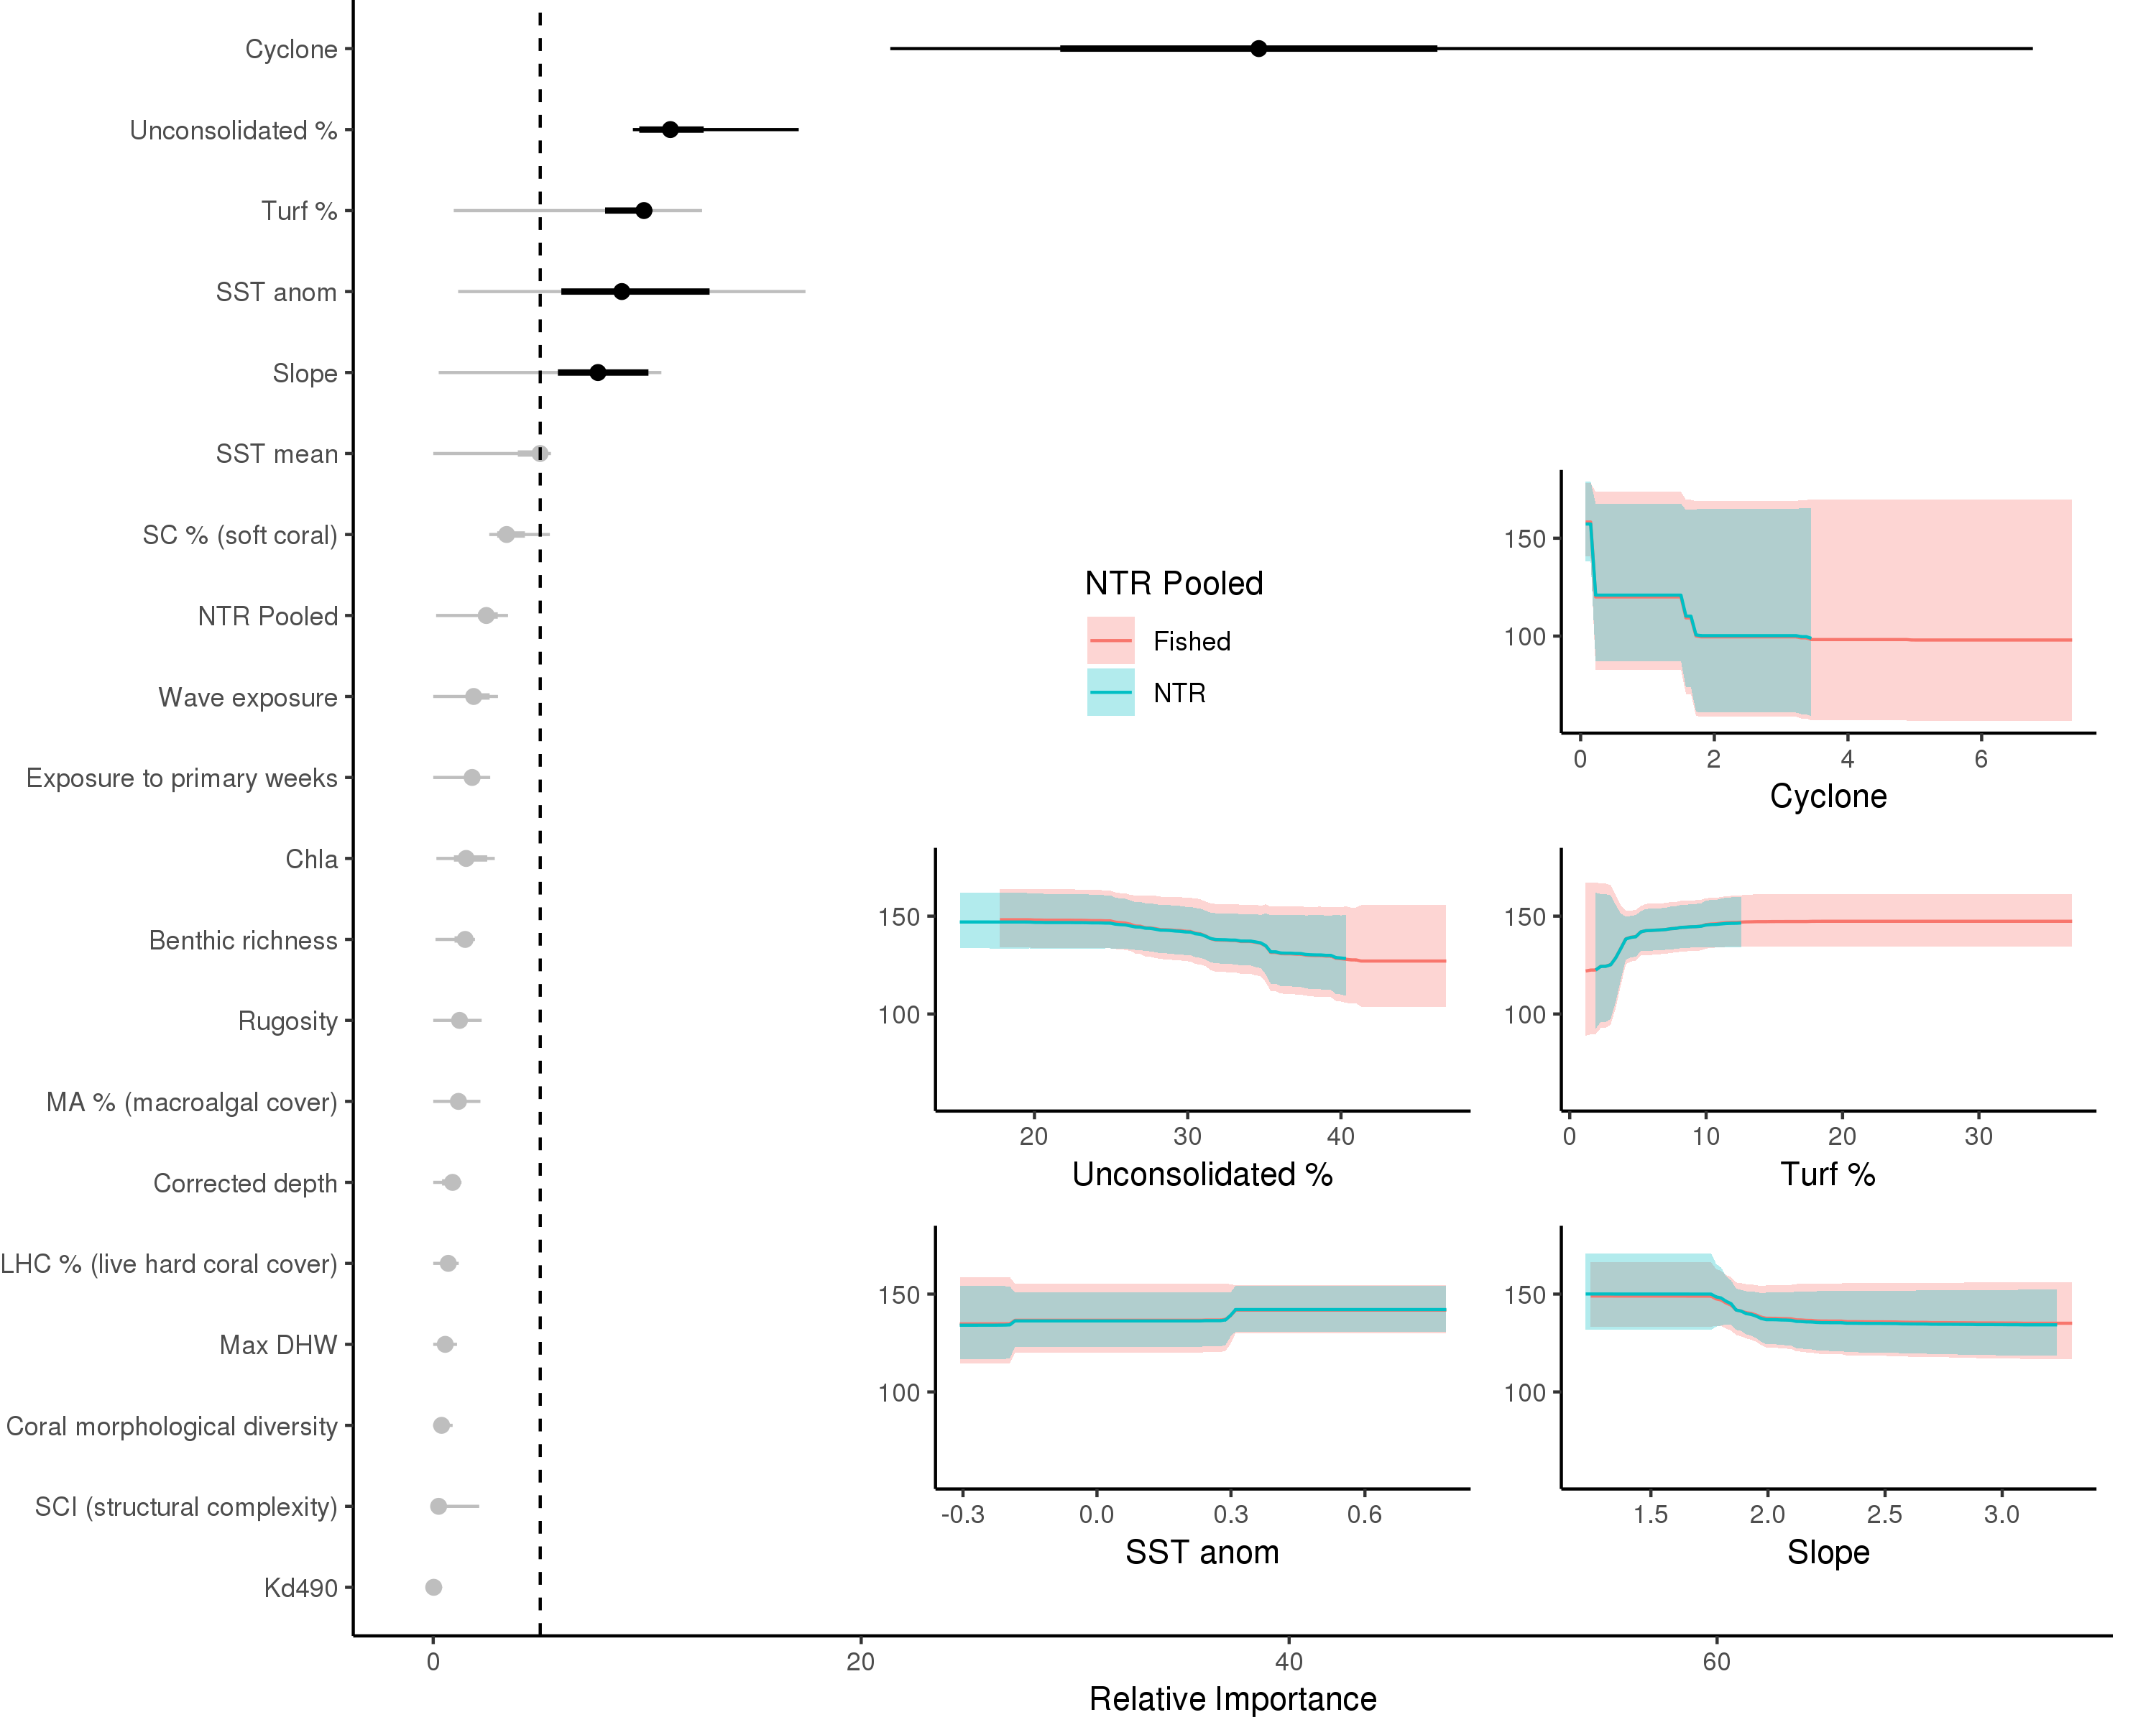 Cyclone
Unconsolidated %
Turf %
SST anom
Slope
SST mean
SC % (soft coral)
NTR Pooled
Wave exposure
Exposure to primary weeks
Chla
Benthic richness
Rugosity
MA % (macroalgal cover)
Corrected depth
LHC % (live hard coral cover)
Max DHW
Coral morphological diversity
SCI (structural complexity)
Kd490
0 20 40 60
Relative Importance
NTR Pooled
Fished
NTR
150
100
0 2 4 6
Cyclone
150
100
20 30 40
Unconsolidated %
150
100
0 10 20 30
Turf %
150
100
-0.3 0.0 0.3 0.6
SST anom
150
100
1.5 2.0 2.5 3.0
Slope